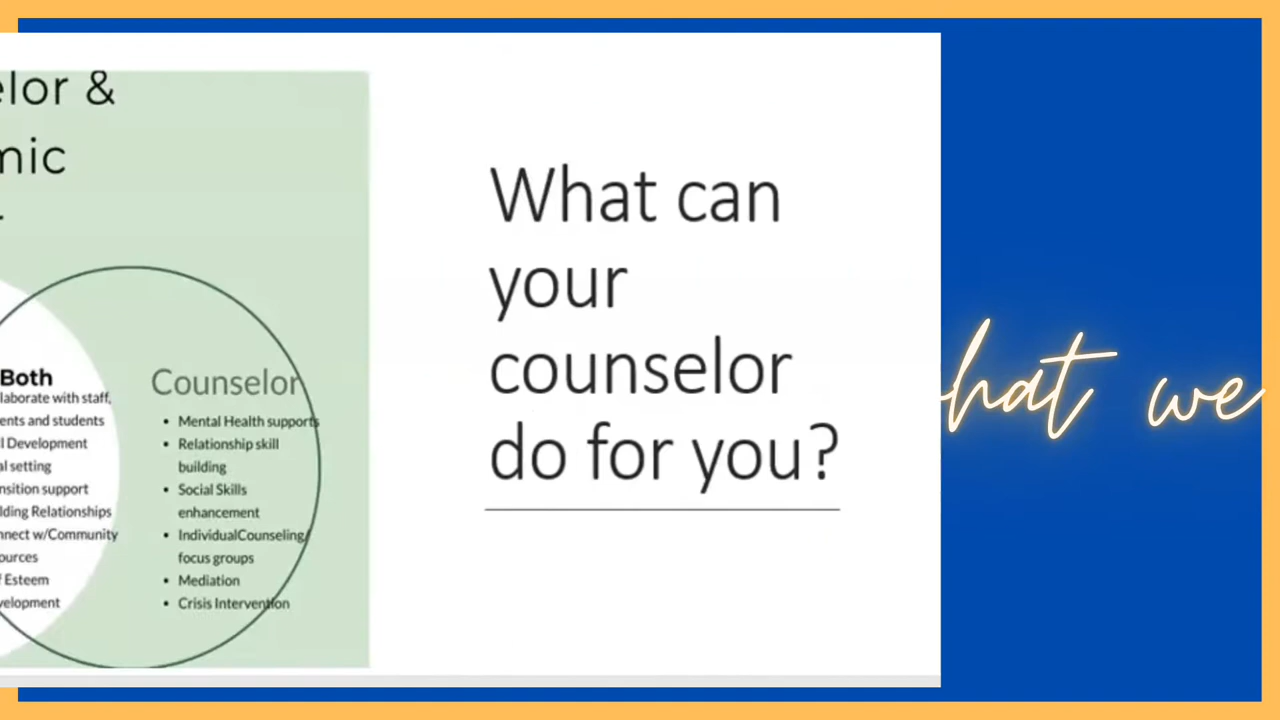 elor &
mic
Both
laborate with staff,
ents and students
l Development
al setting
nsition support
lding Relationships
nnect w/Community
ources
f Esteem
velopment
Counselor
• Mental Health supports
• Relationship skill
building
• Social Skills
enhancement
• IndividualCounseling/
focus groups
• Mediation
• Crisis Intervention
What can
your
counselor
do for you?
hat we